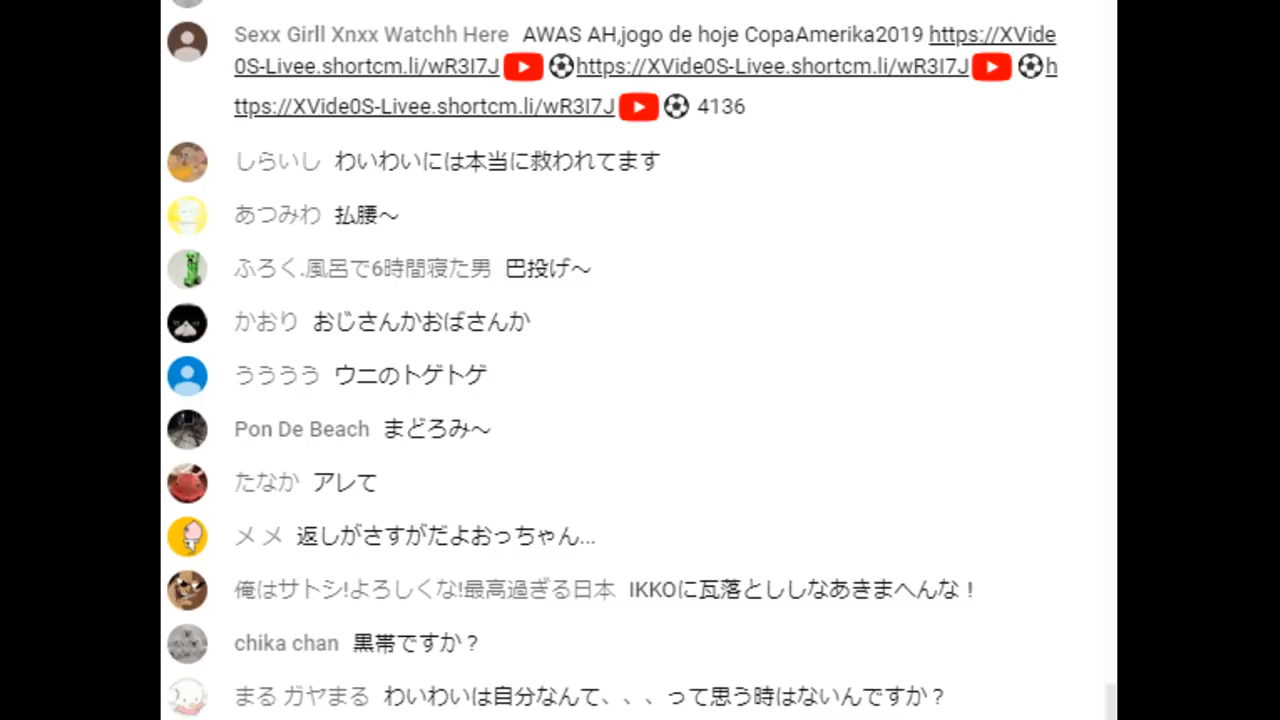 Sexx Girll Xnxx Watchh Here AWAS AH,jogo de hoje CopaAmerika2019 https://XVide
0S-Livee.shortcm.li/wR3I7J https://XVide0S-Livee.shortcm.li/wR3I7J h
ttps://XVide0S-Livee.shortcm.li/wR3I7J 4136
しらいし わいわいには本当に救われてます
あつみわ 払腰〜
ふろく.風呂で6時間寝た男 巴投げ〜
かおり おじさんかおばさんか
うううう ウニのトゲトゲ
Pon De Beach まどろみ〜
たなか アレて
メ メ 返しがさすがだよおっちゃん...
俺はサトシ!よろしくな!最高過ぎる日本 IKKOに瓦落としししなあきまへんな！
chika chan 黒帯ですか？
まる ガヤまる わいわいは自分なんて、、、って思う時はないんですか？